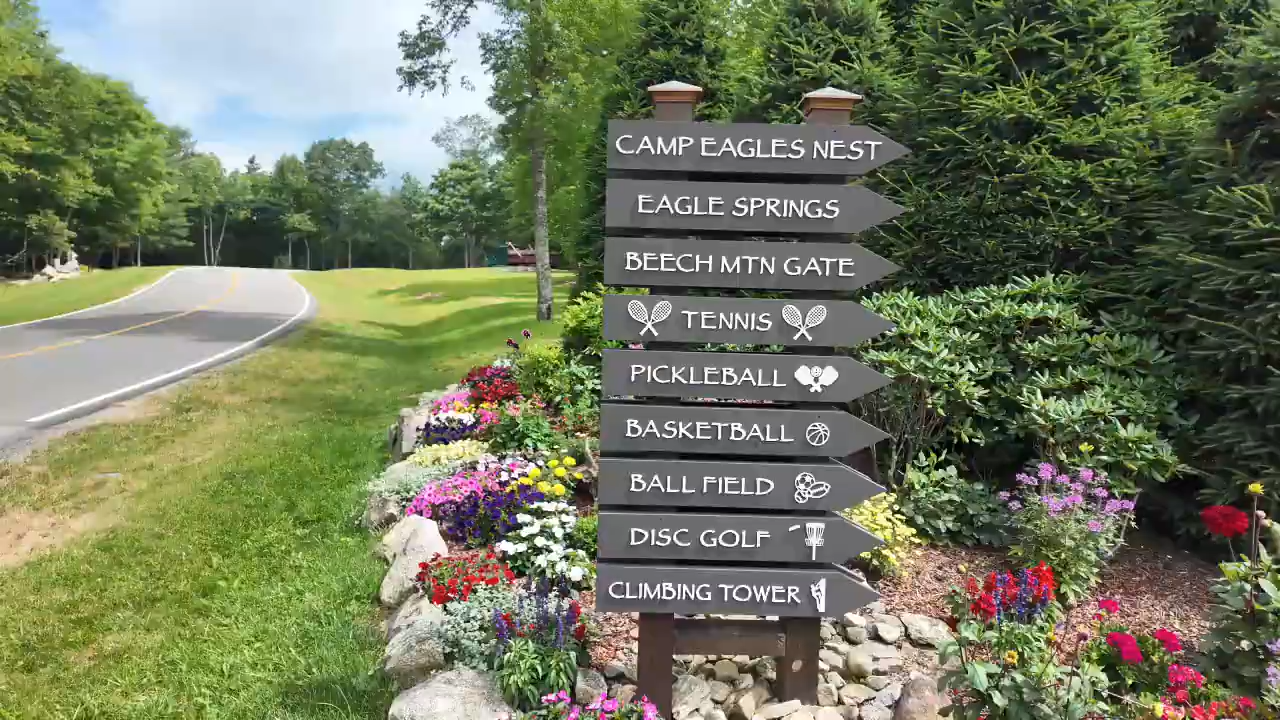 CAMP EAGLES NEST
EAGLE SPRINGS
BEECH MTN GATE
TENNIS
PICKLEBALL
BASKETBALL
BALL FIELD
DISC GOLF
CLIMBING TOWER